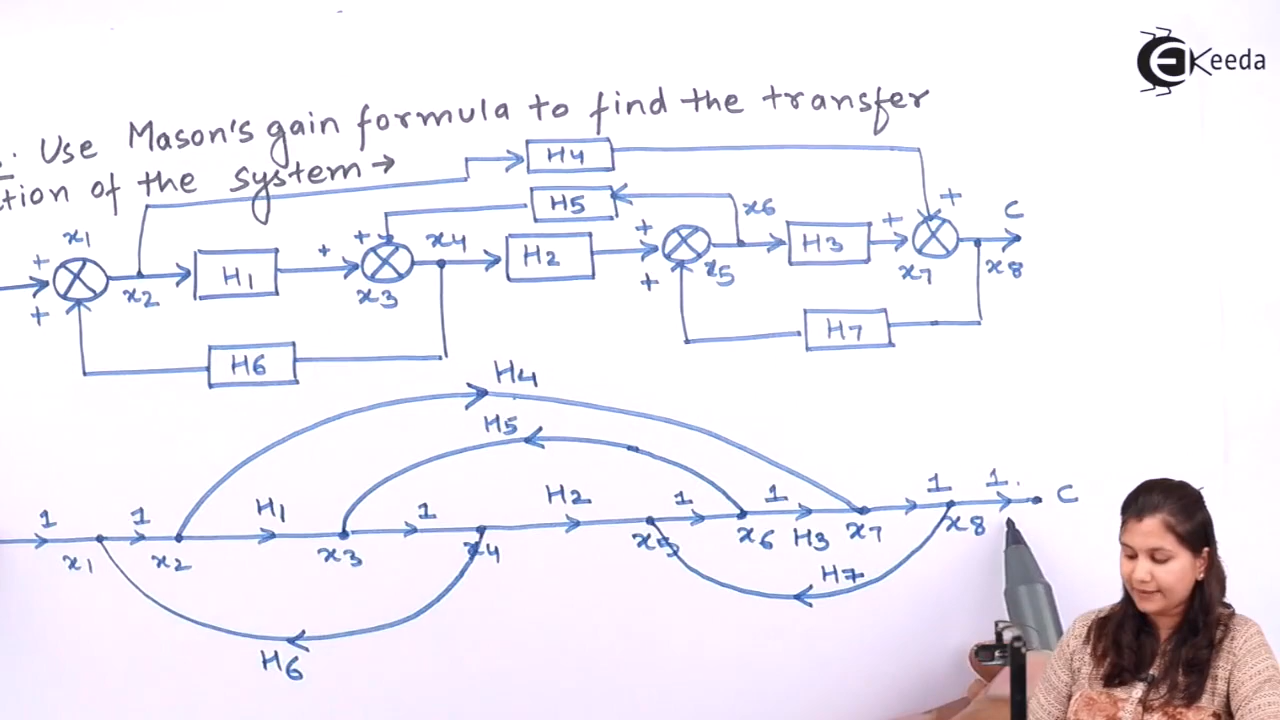 EKeeda
: Use Mason's gain formula to find the transfer
tion of the system →
H4
H5
x6
+ x1
+ + x4
+ + + C
x2 H1 x3 H2 x5 H3 x7 x8
+ +
H6 H7
H4
H5
1 1 H1 1 H2 1 1 1 1.
C
x1 x2 x3 x4 x5 x6 H3 x7 x8
H7
H6